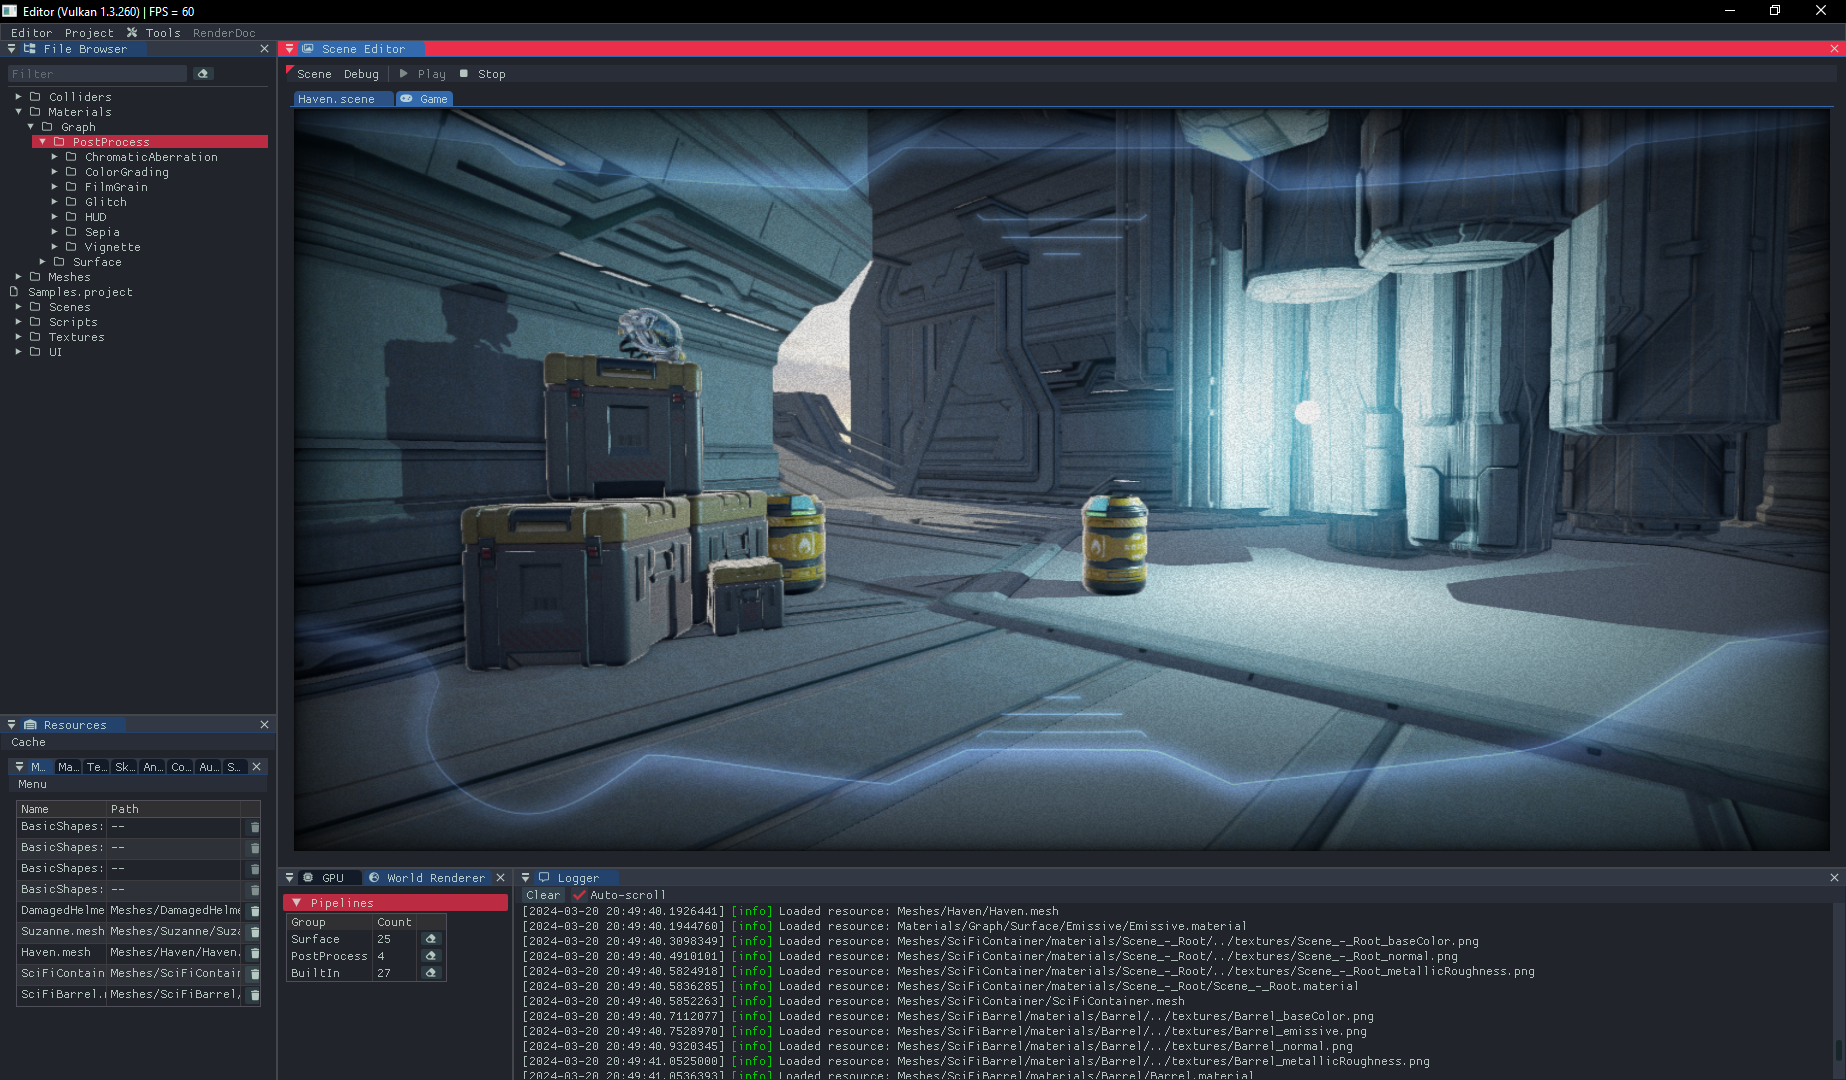 Editor (Vulkan 1.3.260) | FPS = 60
Editor Project Tools RenderDoc
File Browser
Filter
Colliders
Materials
Graph
PostProcess
ChromaticAberration
ColorGrading
FilmGrain
Glitch
HUD
Sepia
Vignette
Surface
Meshes
Samples.project
Scenes
Scripts
Textures
UI
Scene Editor
Scene Debug Play Stop
Haven.scene Game
Resources
Cache
M... Ma... Te... Sk... An... Co... Au... S...
Menu
Name Path
BasicShapes: --
BasicShapes: --
BasicShapes: --
BasicShapes: --
DamagedHelme Meshes/DamagedHelme
Suzanne.mesh Meshes/Suzanne/Suza
Haven.mesh Meshes/Haven/Haven.
SciFiContain Meshes/SciFiContain
SciFiBarrel. Meshes/SciFiBarrel/
GPU World Renderer
Pipelines
Group Count
Surface 25
PostProcess 4
BuiltIn 27
Logger
Clear Auto-scroll
[2024-03-20 20:49:40.1926441] [info] Loaded resource: Meshes/Haven/Haven.mesh
[2024-03-20 20:49:40.1944760] [info] Loaded resource: Materials/Graph/Surface/Emissive/Emissive.material
[2024-03-20 20:49:40.3098349] [info] Loaded resource: Meshes/SciFiContainer/materials/Scene_-_Root/../textures/Scene_-_Root_baseColor.png
[2024-03-20 20:49:40.4910101] [info] Loaded resource: Meshes/SciFiContainer/materials/Scene_-_Root/../textures/Scene_-_Root_normal.png
[2024-03-20 20:49:40.5824918] [info] Loaded resource: Meshes/SciFiContainer/materials/Scene_-_Root/../textures/Scene_-_Root_metallicRoughness.png
[2024-03-20 20:49:40.5836285] [info] Loaded resource: Meshes/SciFiContainer/materials/Scene_-_Root/Scene_-_Root.material
[2024-03-20 20:49:40.5852263] [info] Loaded resource: Meshes/SciFiContainer/SciFiContainer.mesh
[2024-03-20 20:49:40.7112077] [info] Loaded resource: Meshes/SciFiBarrel/materials/Barrel/../textures/Barrel_baseColor.png
[2024-03-20 20:49:40.7528970] [info] Loaded resource: Meshes/SciFiBarrel/materials/Barrel/../textures/Barrel_emissive.png
[2024-03-20 20:49:40.9320345] [info] Loaded resource: Meshes/SciFiBarrel/materials/Barrel/../textures/Barrel_normal.png
[2024-03-20 20:49:41.0525000] [info] Loaded resource: Meshes/SciFiBarrel/materials/Barrel/../textures/Barrel_metallicRoughness.png
[2024-03-20 20:49:41.0536393] [info] Loaded resource: Meshes/SciFiBarrel/materials/Barrel/Barrel.material